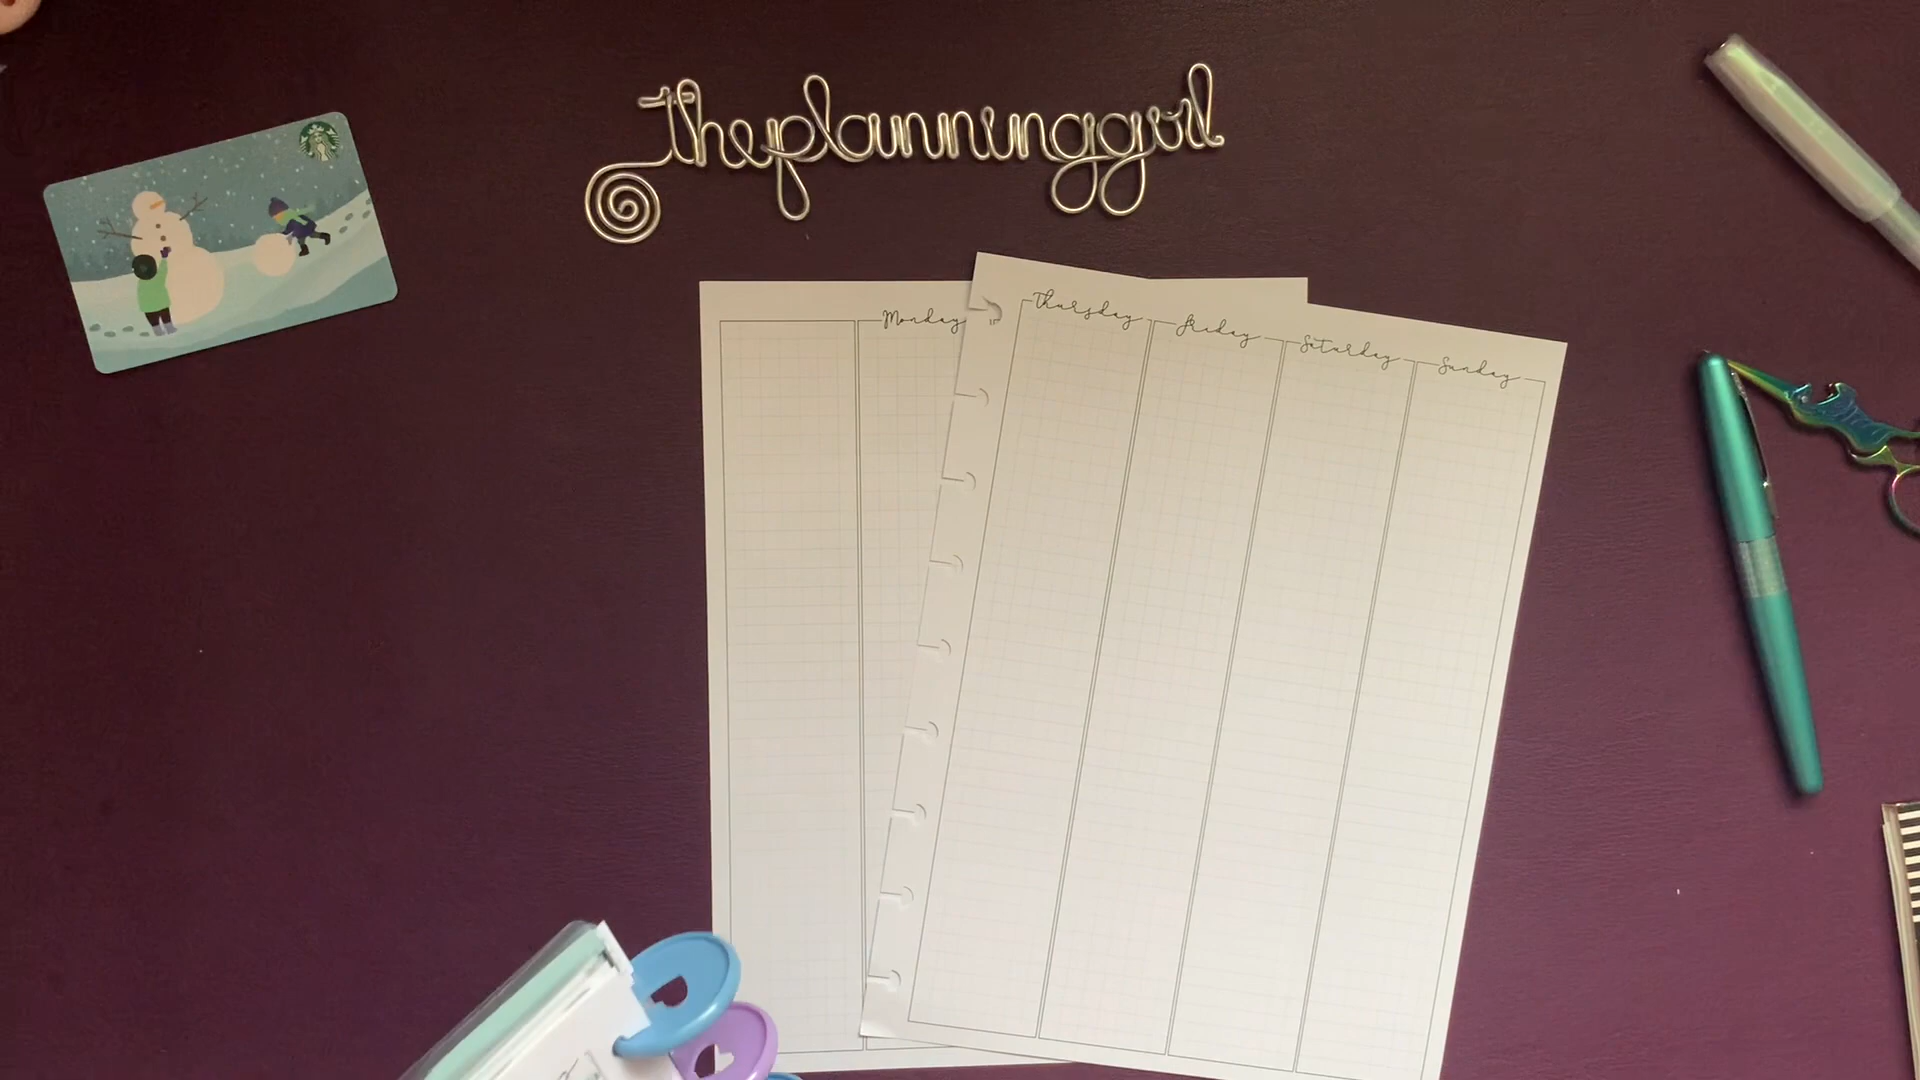 theplanninggirl
Monday
Thursday
Friday
Saturday
Sunday